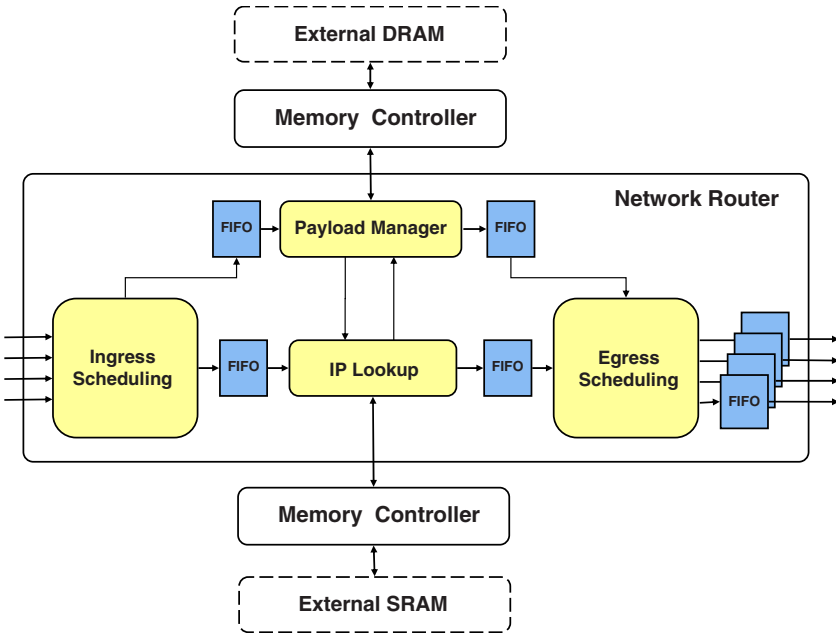 External DRAM
Memory Controller
Network Router
FIFO
Payload Manager
FIFO
Ingress
Scheduling
FIFO
IP Lookup
FIFO
Egress
Scheduling
FIFO
Memory Controller
External SRAM